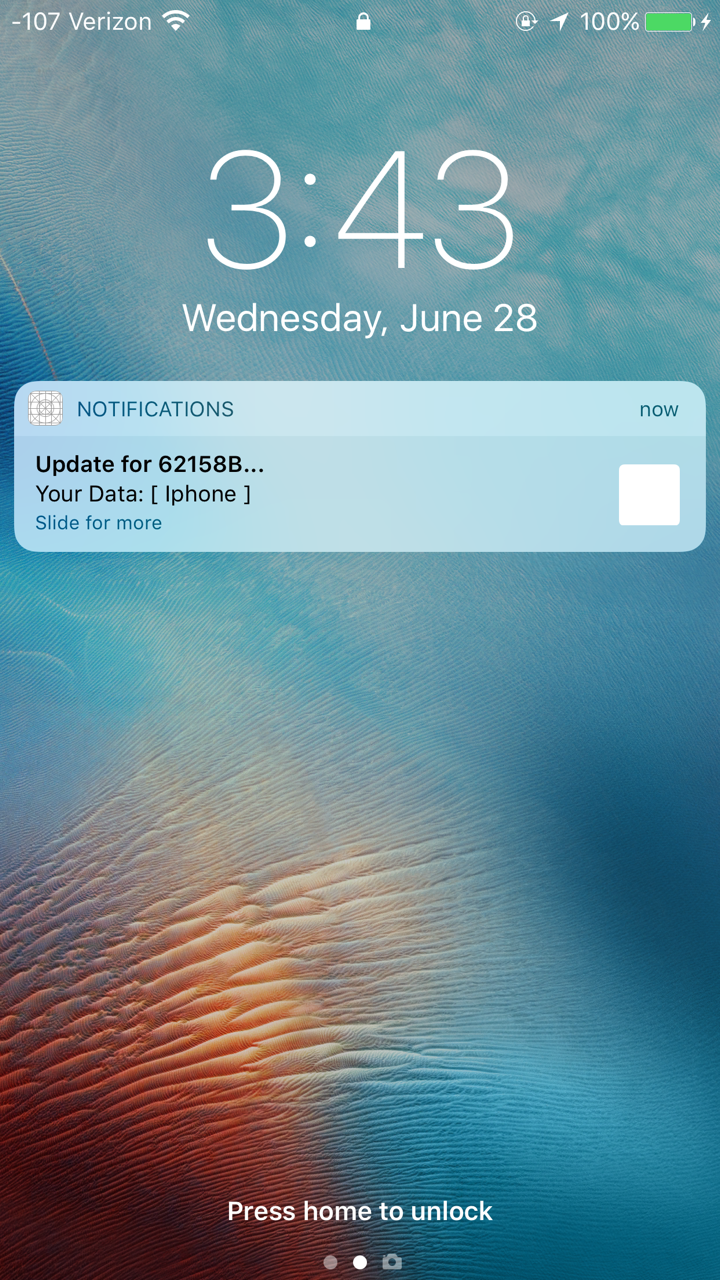 -107 Verizon 100%
3:43
Wednesday, June 28
NOTIFICATIONS now
Update for 62158B...
Your Data: [ Iphone ]
Slide for more
Press home to unlock